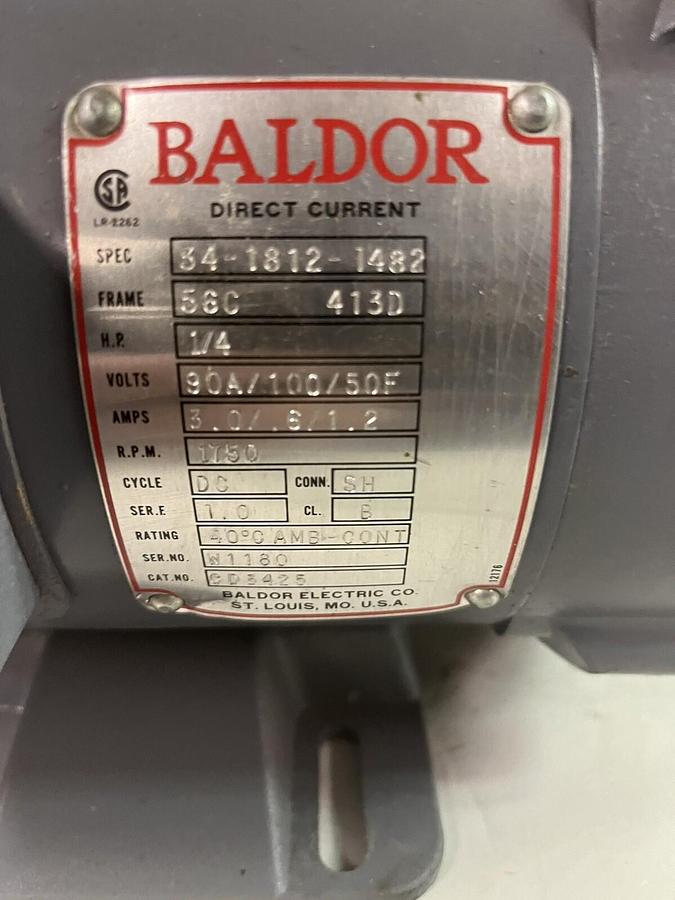 BALDOR
DIRECT CURRENT
SA
LR-2262
SPEC 34-1812-1482
FRAME 56C 413D
H.P. 1/4
VOLTS 90A/100/50F
AMPS 3.0/.6/1.2
R.P.M. 1750
CYCLE DC CONN. SH
SER.F. 1.0 CL. B
RATING 40°C AMB-CONT
SER.NO. W1180
CAT.NO. CD3425
12176
BALDOR ELECTRIC CO.
ST. LOUIS, MO. U.S.A.